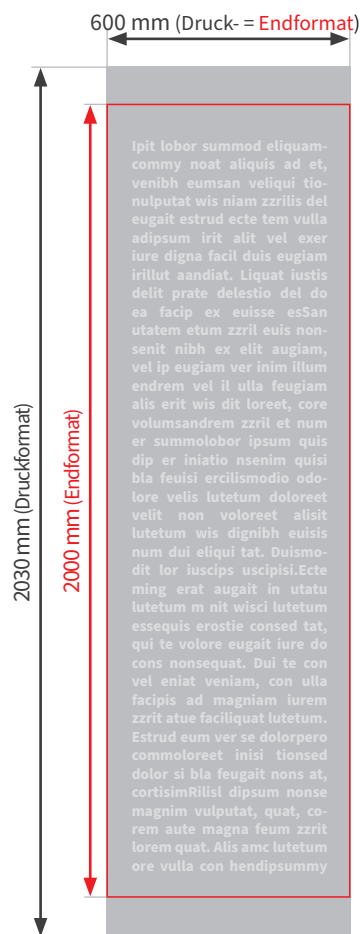 600 mm (Druck- = Endformat)
2030 mm (Druckformat)
2000 mm (Endformat)
Ipit lobor summod eliquam-
commy noat aliquis ad et,
venibh eumsan veliqui tio-
nulputat wis niam zzrilis del
eugait estrud ecte tem vulla
adipsum irit alit vel exer
iure digna facil duis eugiam
irillut aandiat. Liquat iustis
delit prate delestio del do
ea facip ex euisse esSan
utatem etum zzril euis non-
senit nibh ex elit augiam,
vel ip eugiam ver inim illum
endrem vel il ulla feugiam
alis erit wis dit loreet, core
volumsandrem zzril et num
er summolobor ipsum quis
dip er iniatio nsenim quisi
bla feuisi ercilismodio odo-
lore velis lutetum doloreet
velit non voloreet alisit
lutetum wis dignibh euisis
num dui eliqui tat. Duismo-
dit lor iuscips uscipisi.Ecte
ming erat augait in utatu
lutetum m nit wisci lutetum
essequis erostie consed tat,
qui te volore eugait iure do
cons nonsequat. Dui te con
vel eniat veniam, con ulla
facipis ad magniam iurem
zzrit atue faciliquat lutetum.
Estrud eum ver se dolorpero
commoloreet inisi tionsed
dolor si bla feugait nons at,
cortisimRilisl dipsum nonse
magnim vulputat, quat, co-
rem aute magna feum zzrit
lorem quat. Alis amc lutetum
ore vulla con hendipsummy